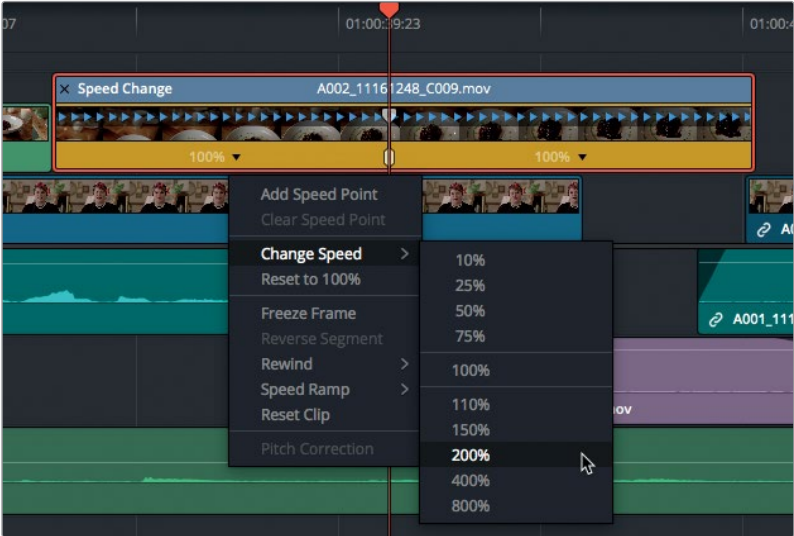 07
01:00:39:23
01:00:4
Speed Change
A002_11161248_C009.mov
100%
100%
Add Speed Point
Clear Speed Point
Change Speed
Reset to 100%
Freeze Frame
Reverse Segment
Rewind
Speed Ramp
Reset Clip
Pitch Correction
10%
25%
50%
75%
100%
110%
150%
200%
400%
800%
A001_111
ov